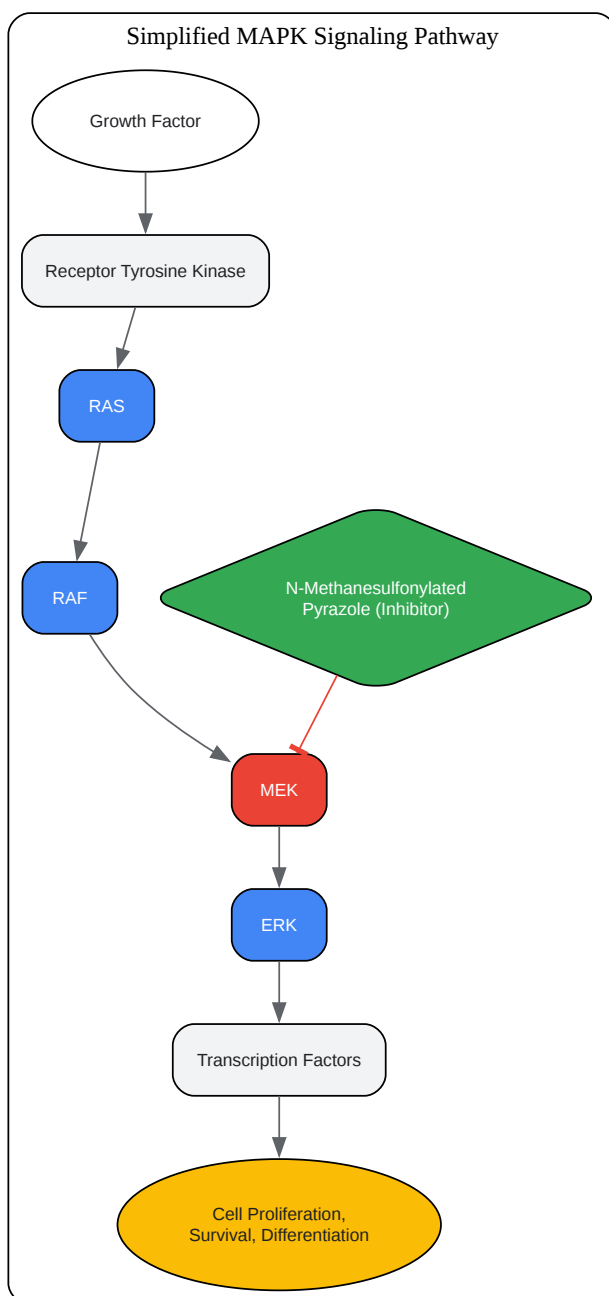 Simplified MAPK Signaling Pathway
Growth Factor
Receptor Tyrosine Kinase
RAS
RAF
N-Methanesulfonylated
Pyrazole (Inhibitor)
MEK
ERK
Transcription Factors
Cell Proliferation,
Survival, Differentiation